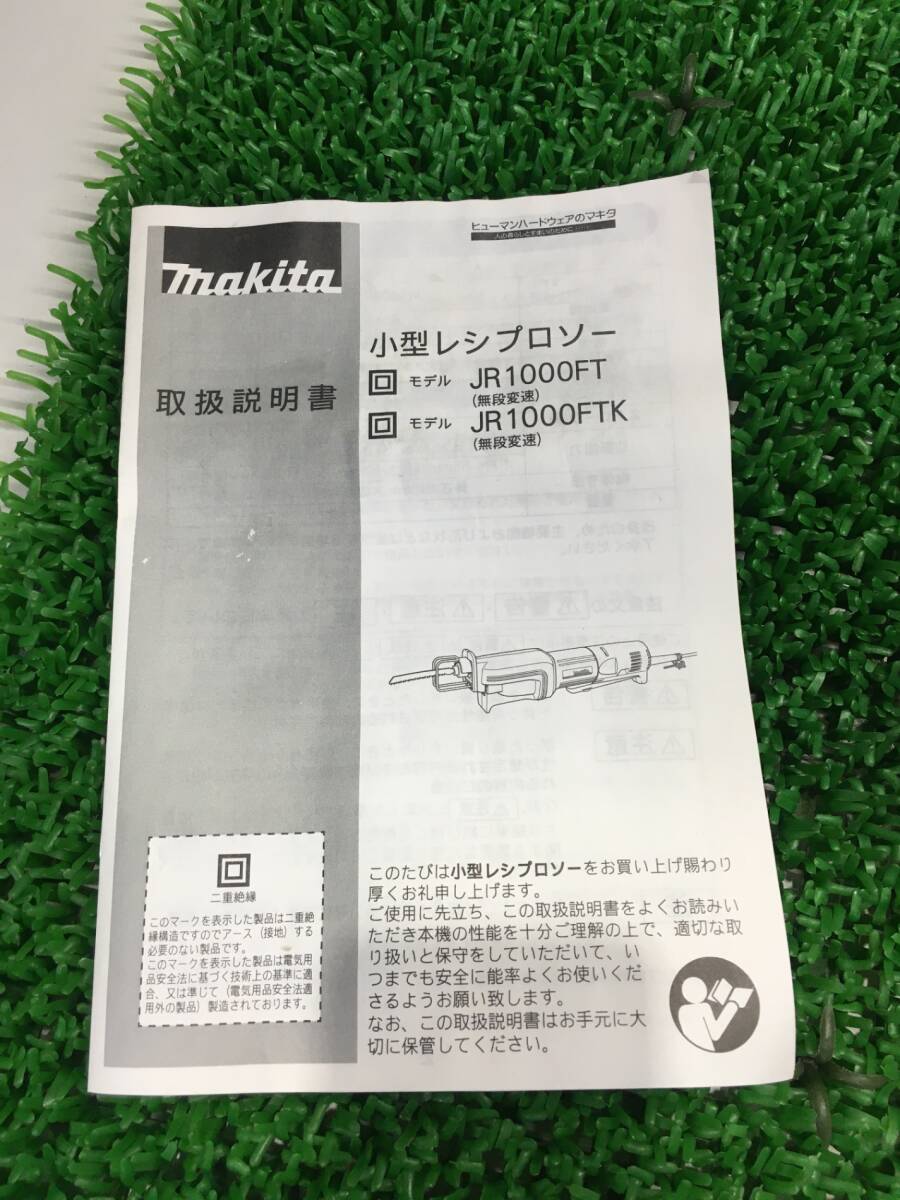 ヒューマンハードウェアのマキタ
人の暮らしとすまいのために
makita
取扱説明書
小型レシプロソー
モデル JR1000FT
(無段変速)
モデル JR1000FTK
(無段変速)
二重絶縁
このマークを表示した製品は二重絶
縁構造ですのでアース（接地）する
必要のない製品です。
このマークを表示した製品は電気用
品安全法に基づく技術上の基準に適
合、又は準じて（電気用品安全法適
用外の製品）製造されております。
このたびは小型レシプロソーをお買い上げ賜わり
厚くお礼申し上げます。
ご使用に先立ち、この取扱説明書をよくお読みい
ただき本機の性能を十分ご理解の上で、適切な取
り扱いと保守をしていただいて、い
つまでも安全に能率よくお使いくだ
さるようお願い致します。
なお、この取扱説明書はお手元に大
切に保管してください。